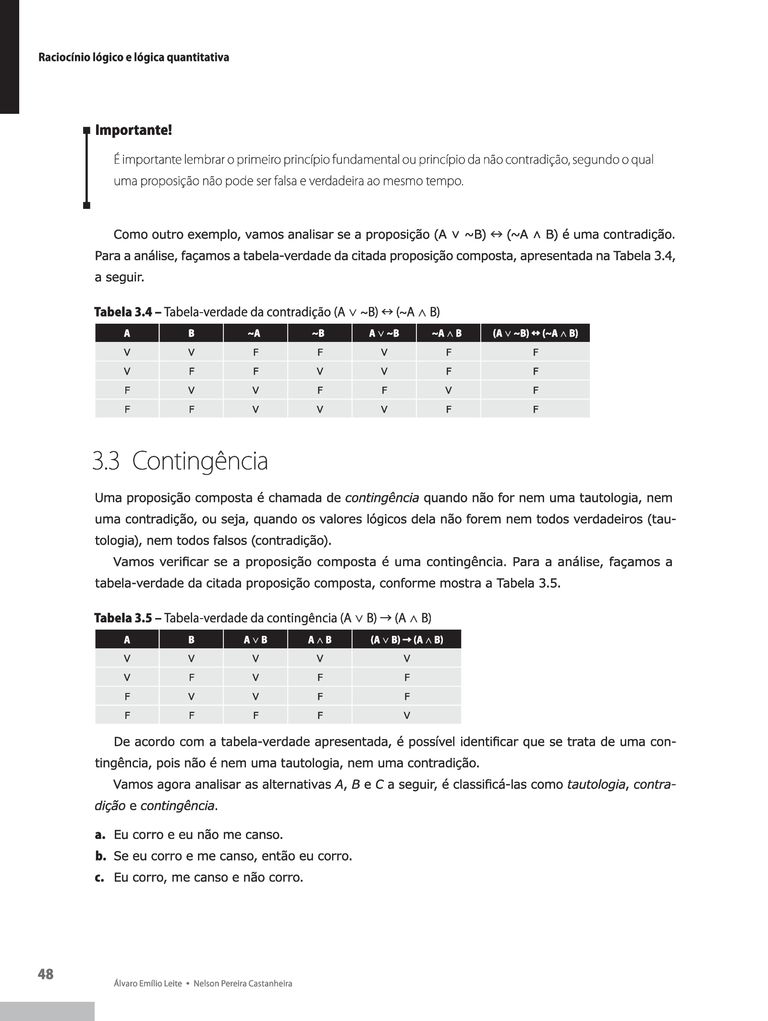 Raciocínio lógico e lógica quantitativa
Importante!
É importante lembrar o primeiro princípio fundamental ou princípio da não contradição, segundo o qual
uma proposição não pode ser falsa e verdadeira ao mesmo tempo.
Como outro exemplo, vamos analisar se a proposição (A ∨ ~B) ↔ (~A ∧ B) é uma contradição.
Para a análise, façamos a tabela-verdade da citada proposição composta, apresentada na Tabela 3.4,
a seguir.
Tabela 3.4 – Tabela-verdade da contradição (A ∨ ~B) ↔ (~A ∧ B)
A B ~A ~B A ∨ ~B ~A ∧ B (A ∨ ~B) ↔ (~A ∧ B)
V V F F V F F
V F F V V F F
F V V F F V F
F F V V V F F
3.3 Contingência
Uma proposição composta é chamada de contingência quando não for nem uma tautologia, nem
uma contradição, ou seja, quando os valores lógicos dela não forem nem todos verdadeiros (tau-
tologia), nem todos falsos (contradição).
Vamos verificar se a proposição composta é uma contingência. Para a análise, façamos a
tabela-verdade da citada proposição composta, conforme mostra a Tabela 3.5.
Tabela 3.5 – Tabela-verdade da contingência (A ∨ B) → (A ∧ B)
A B A ∨ B A ∧ B (A ∨ B) → (A ∧ B)
V V V V V
V F V F F
F V V F F
F F F F V
De acordo com a tabela-verdade apresentada, é possível identificar que se trata de uma con-
tingência, pois não é nem uma tautologia, nem uma contradição.
Vamos agora analisar as alternativas A, B e C a seguir, é classificá-las como tautologia, contra-
dição e contingência.
a. Eu corro e eu não me canso.
b. Se eu corro e me canso, então eu corro.
c. Eu corro, me canso e não corro.
48
Álvaro Emílio Leite • Nelson Pereira Castanheira